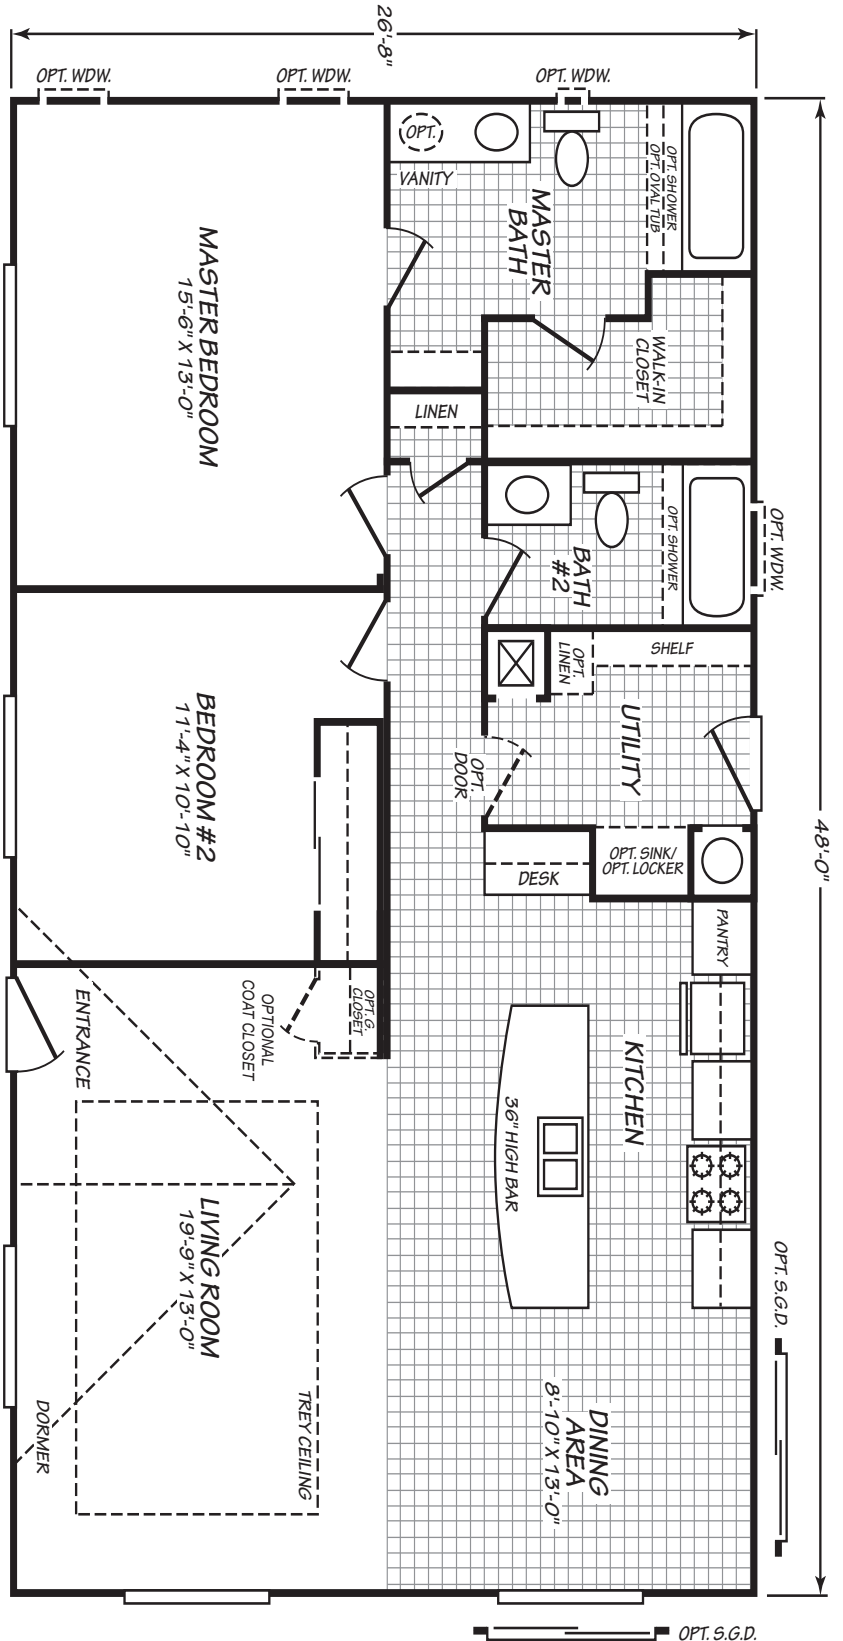 26'-8"
OPT. WDW.
OPT. WDW.
OPT. WDW.
OPT.
VANITY
MASTER
BATH
OPT. SHOWER
OPT. OVAL TUB
MASTER BEDROOM
15'-6" X 13'-0"
WALK-IN
CLOSET
LINEN
BATH
#2
OPT. SHOWER
OPT. WDW.
BEDROOM #2
11'-4" X 10'-10"
OPT.
LINEN
SHELF
UTILITY
OPT.
DOOR
OPT. SINK/
OPT. LOCKER
DESK
48'-0"
PANTRY
KITCHEN
36" HIGH BAR
ENTRANCE
OPTIONAL
COAT CLOSET
OPT. G.
CLOSET
LIVING ROOM
19'-9" X 13'-0"
TREY CEILING
DORMER
DINING
AREA
8'-10" X 13'-0"
OPT. S.G.D.
OPT. S.G.D.